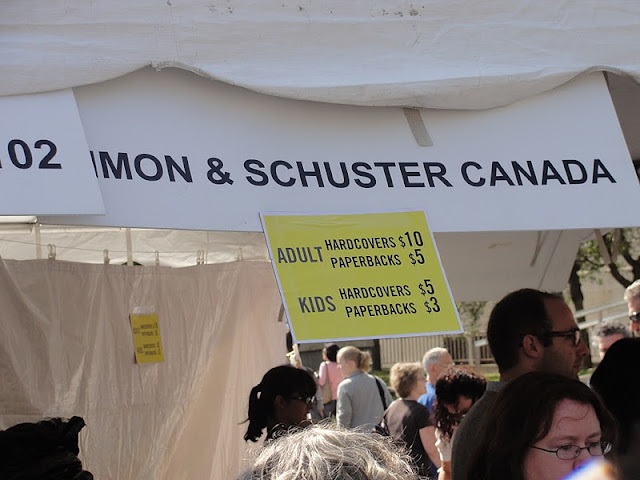 102
IMON & SCHUSTER CANADA
ADULT HARDCOVERS $10
PAPERBACKS $5
KIDS HARDCOVERS $5
PAPERBACKS $3